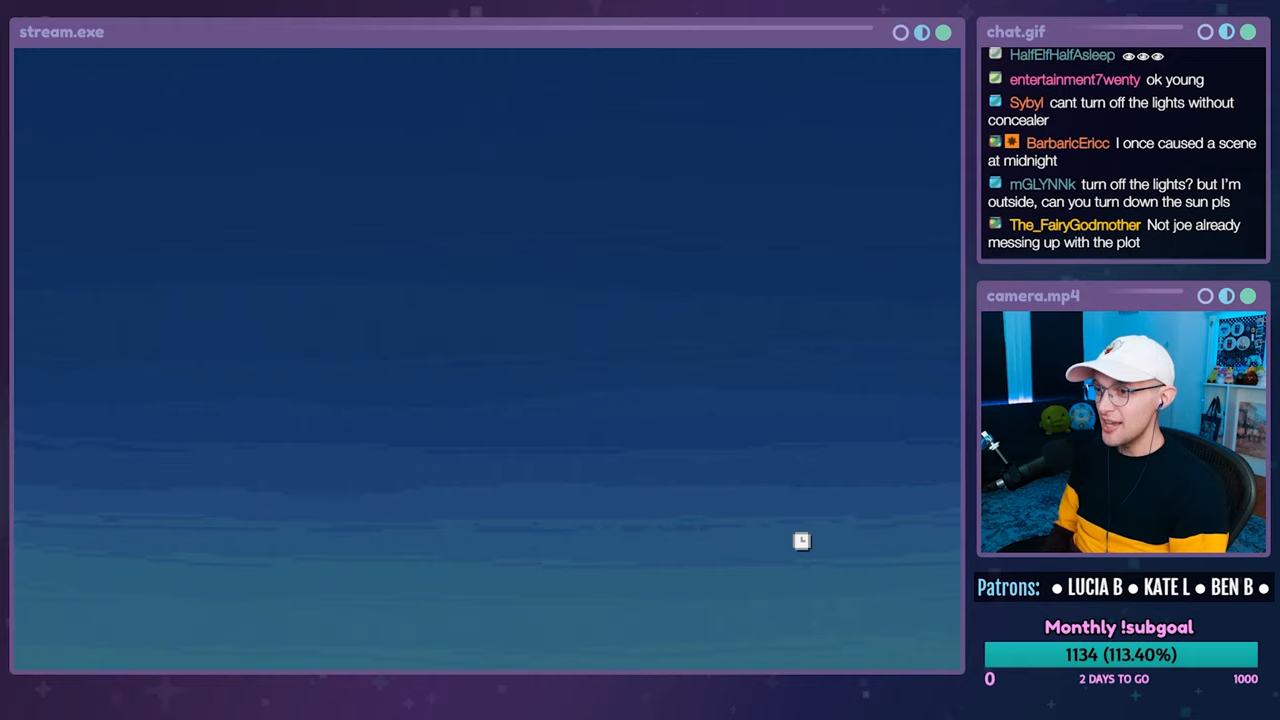 stream.exe
chat.gif
HalfElfHalfAsleep
entertainment7wenty ok young
Sybyl cant turn off the lights without
concealer
BarbaricEricc I once caused a scene
at midnight
mGLYNNk turn off the lights? but I'm
outside, can you turn down the sun pls
The_FairyGodmother Not joe already
messing up with the plot
camera.mp4
Patrons: • LUCIA B • KATE L • BEN B •
Monthly !subgoal
1134 (113.40%)
0 2 DAYS TO GO 1000